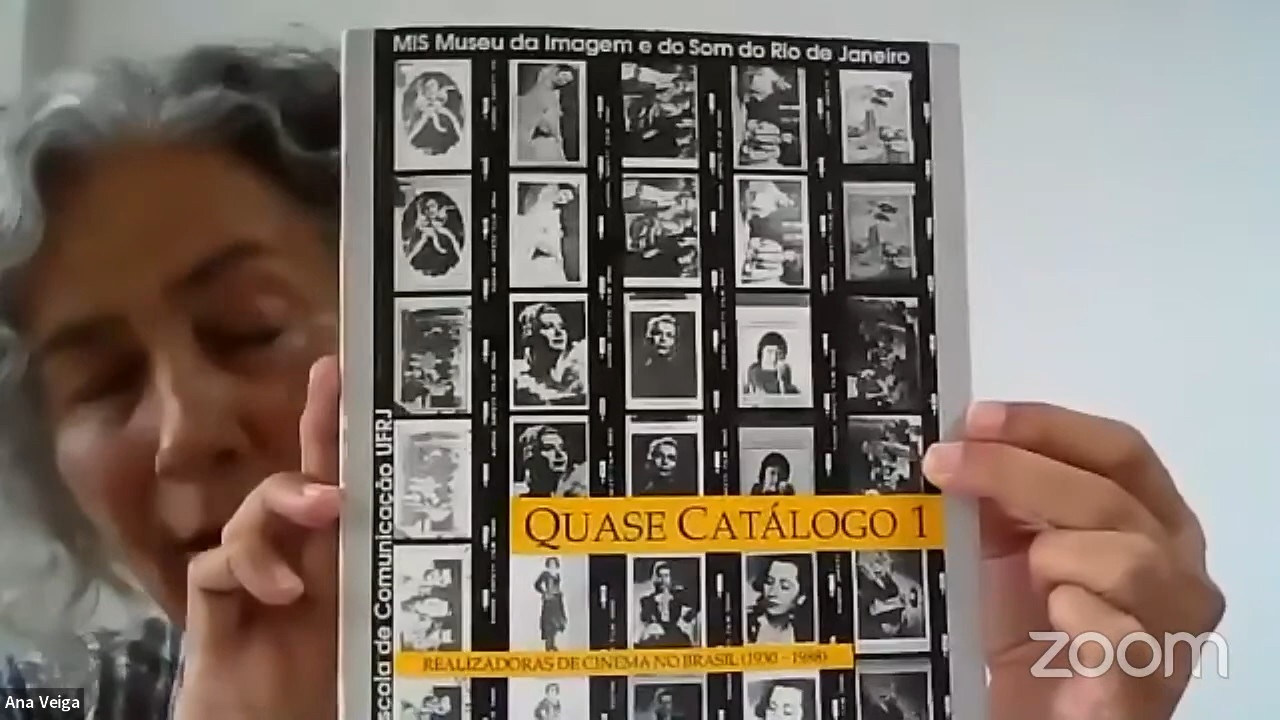 MIS Museu da Imagem e do Som do Rio de Janeiro
scola de Comunicação UFRJ
QUASE CATÁLOGO 1
REALIZADORAS DE CINEMA NO BRASIL (1930 - 1988)
Ana Veiga
zoom